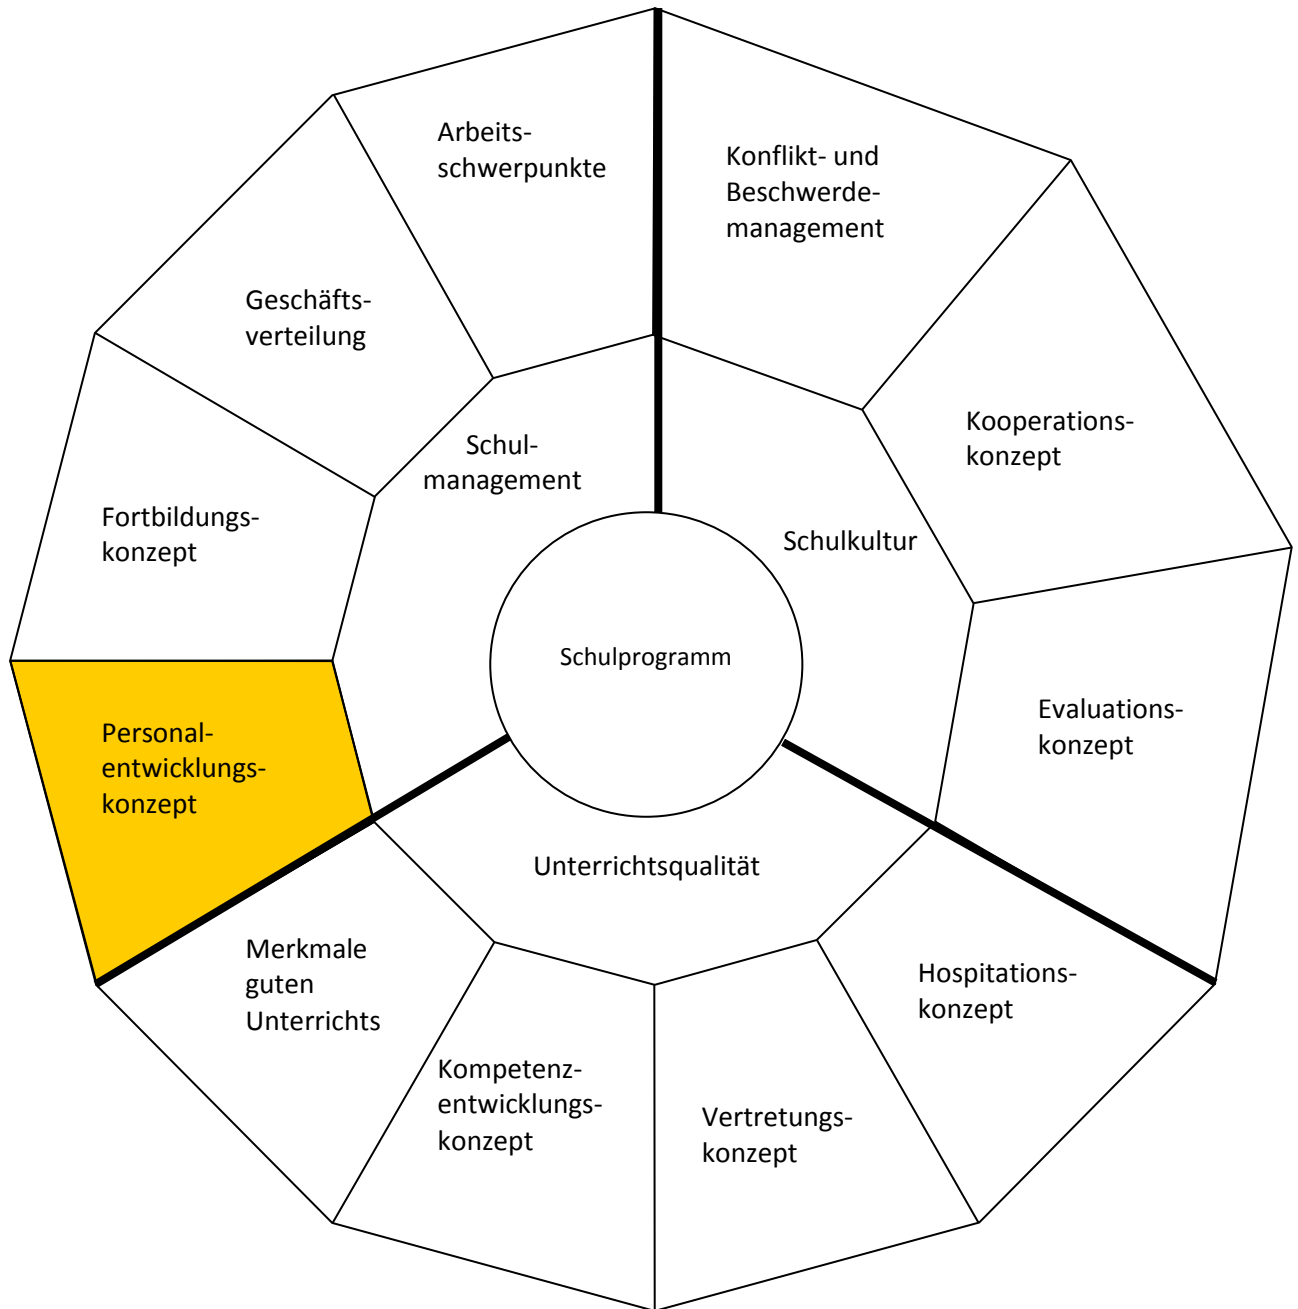 Arbeits-
schwerpunkte
Konflikt- und
Beschwerde-
management
Geschäfts-
verteilung
Kooperations-
konzept
Schul-
management
Fortbildungs-
konzept
Schulkultur
Schulprogramm
Personal-
entwicklungs-
konzept
Evaluations-
konzept
Unterrichtsqualität
Merkmale
guten
Unterrichts
Hospitations-
konzept
Kompetenz-
entwicklungs-
konzept
Vertretungs-
konzept